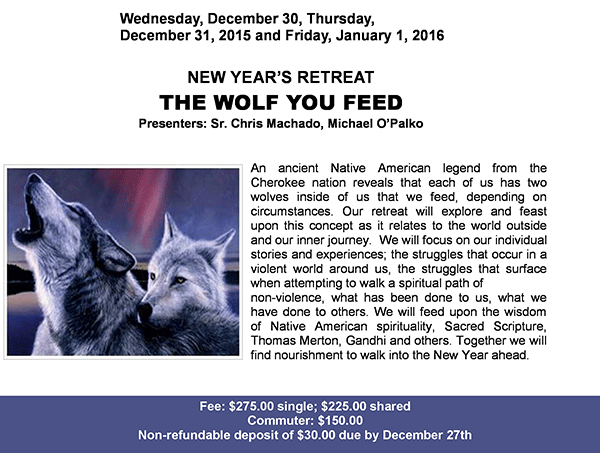 Wednesday, December 30, Thursday,
December 31, 2015 and Friday, January 1, 2016
NEW YEAR'S RETREAT
THE WOLF YOU FEED
Presenters: Sr. Chris Machado, Michael O'Palko
An ancient Native American legend from the
Cherokee nation reveals that each of us has two
wolves inside of us that we feed, depending on
circumstances. Our retreat will explore and feast
upon this concept as it relates to the world outside
and our inner journey. We will focus on our individual
stories and experiences; the struggles that occur in a
violent world around us, the struggles that surface
when attempting to walk a spiritual path of
non-violence, what has been done to us, what we
have done to others. We will feed upon the wisdom
of Native American spirituality, Sacred Scripture,
Thomas Merton, Gandhi and others. Together we will
find nourishment to walk into the New Year ahead.
Fee: $275.00 single; $225.00 shared
Commuter: $150.00
Non-refundable deposit of $30.00 due by December 27th